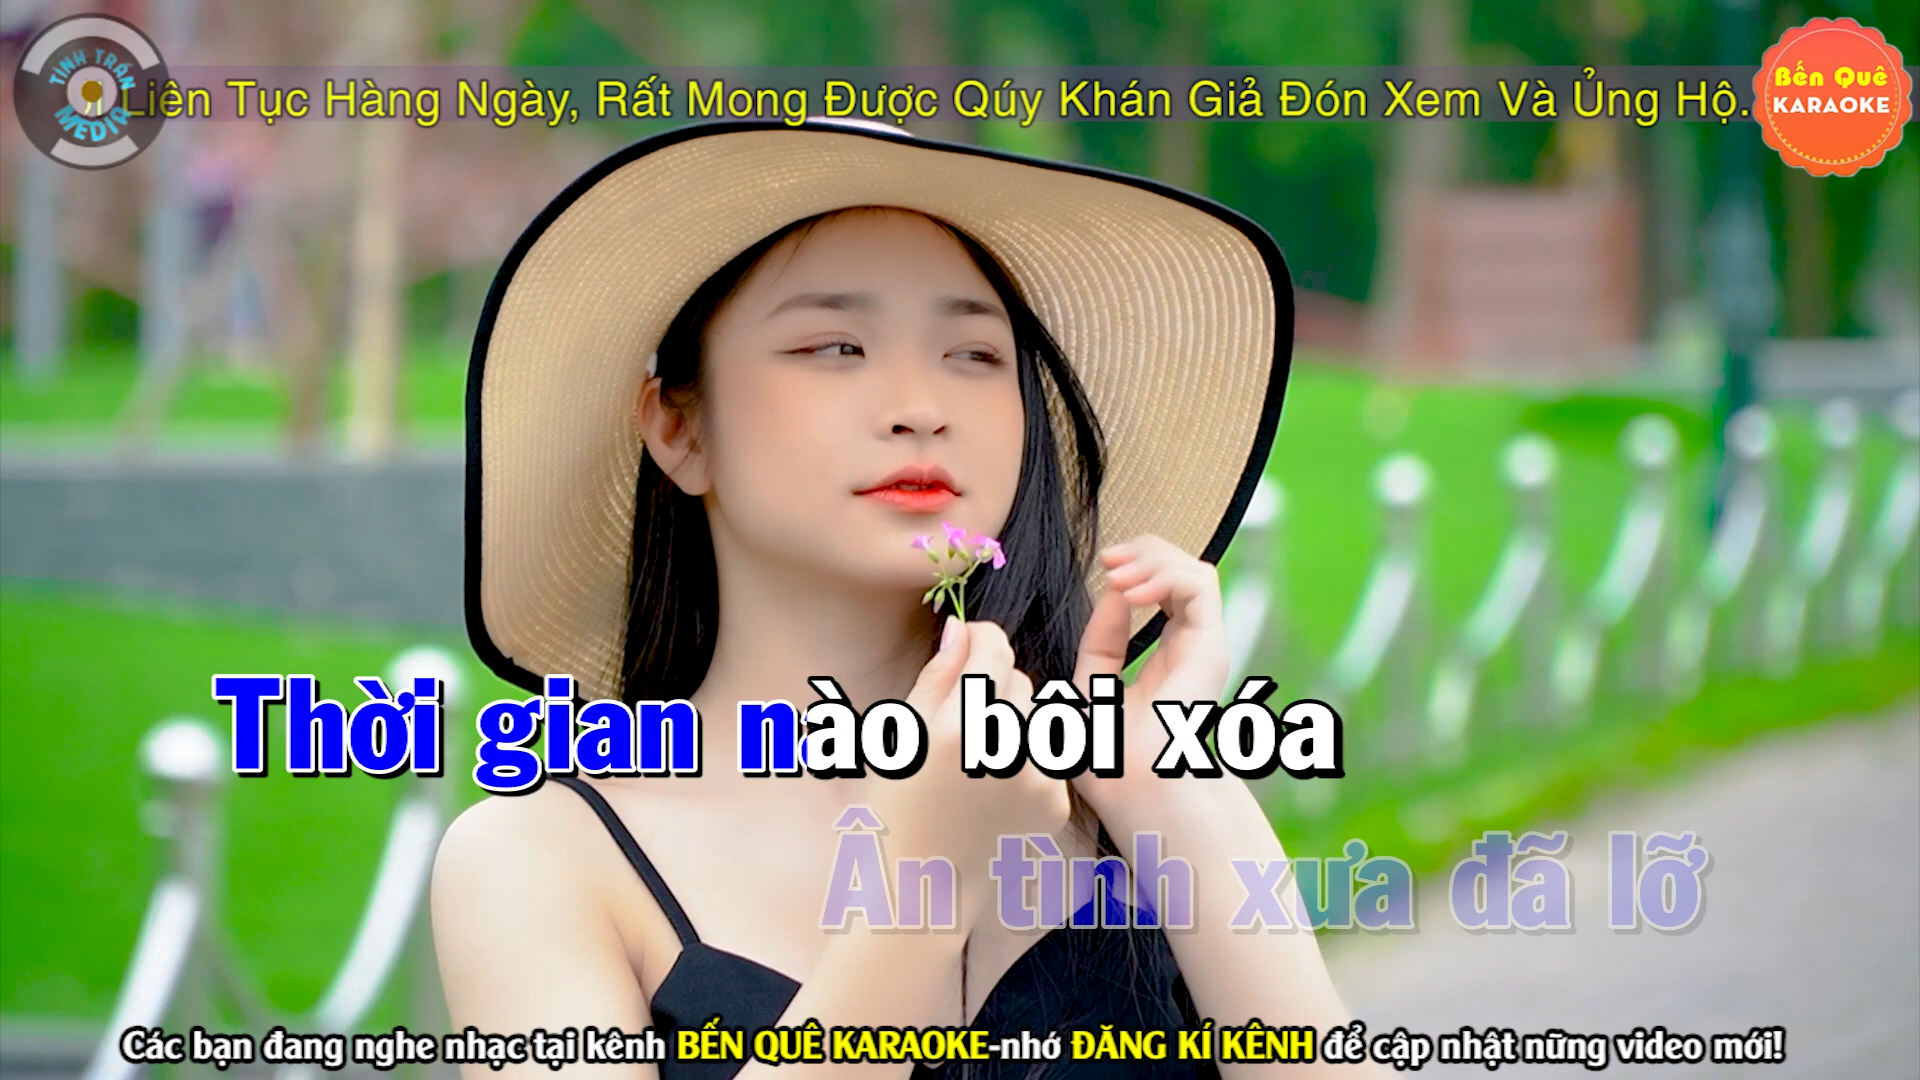 TÌNH TRẦN
MEDIA
Liên Tục Hàng Ngày, Rất Mong Được Qúy Khán Giả Đón Xem Và Ủng Hộ.
Bến Quê
KARAOKE
Thời gian nào bôi xóa
Ân tình xưa đã lỡ
Các bạn đang nghe nhạc tại kênh BẾN QUÊ KARAOKE-nhớ ĐĂNG KÍ KÊNH để cập nhật nững video mới!